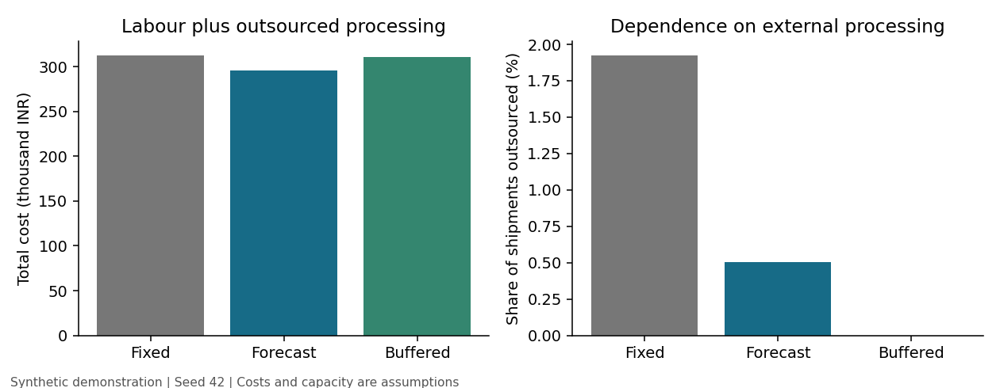 Labour plus outsourced processing
Total cost (thousand INR)
300
250
200
150
100
50
0
Fixed
Forecast
Buffered
Dependence on external processing
Share of shipments outsourced (%)
2.00
1.75
1.50
1.25
1.00
0.75
0.50
0.25
0.00
Fixed
Forecast
Buffered
Synthetic demonstration | Seed 42 | Costs and capacity are assumptions